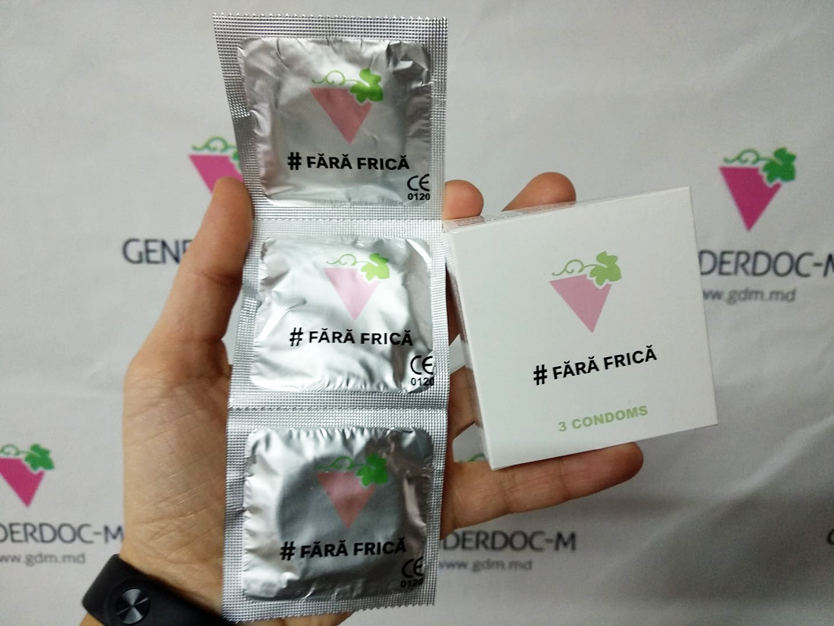 # FĂRĂ FRICĂ
CE
0120
# FĂRĂ FRICĂ
CE
0120
# FĂRĂ FRICĂ
CE
0120
# FĂRĂ FRICĂ
3 CONDOMS
GEN
DERDOC-M
www.gdm.md
DERDOC-M
www.gdm.md
DERDOC-M
www.gdm.md